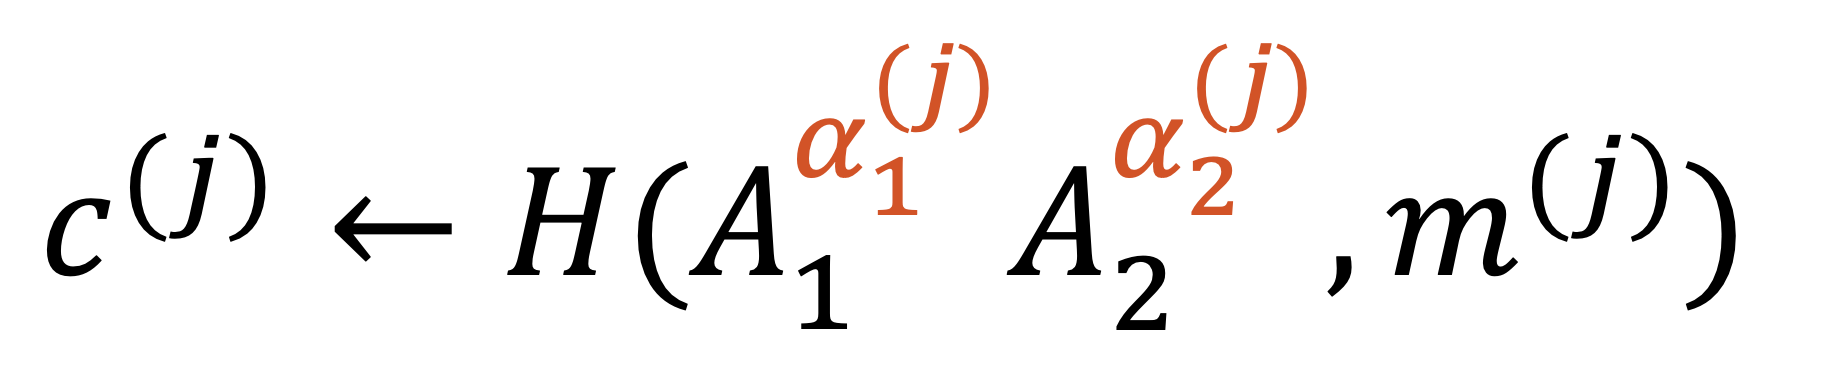 c^{(j)} ← H(A_1^{α_1^{(j)}} A_2^{α_2^{(j)}}, m^{(j)})